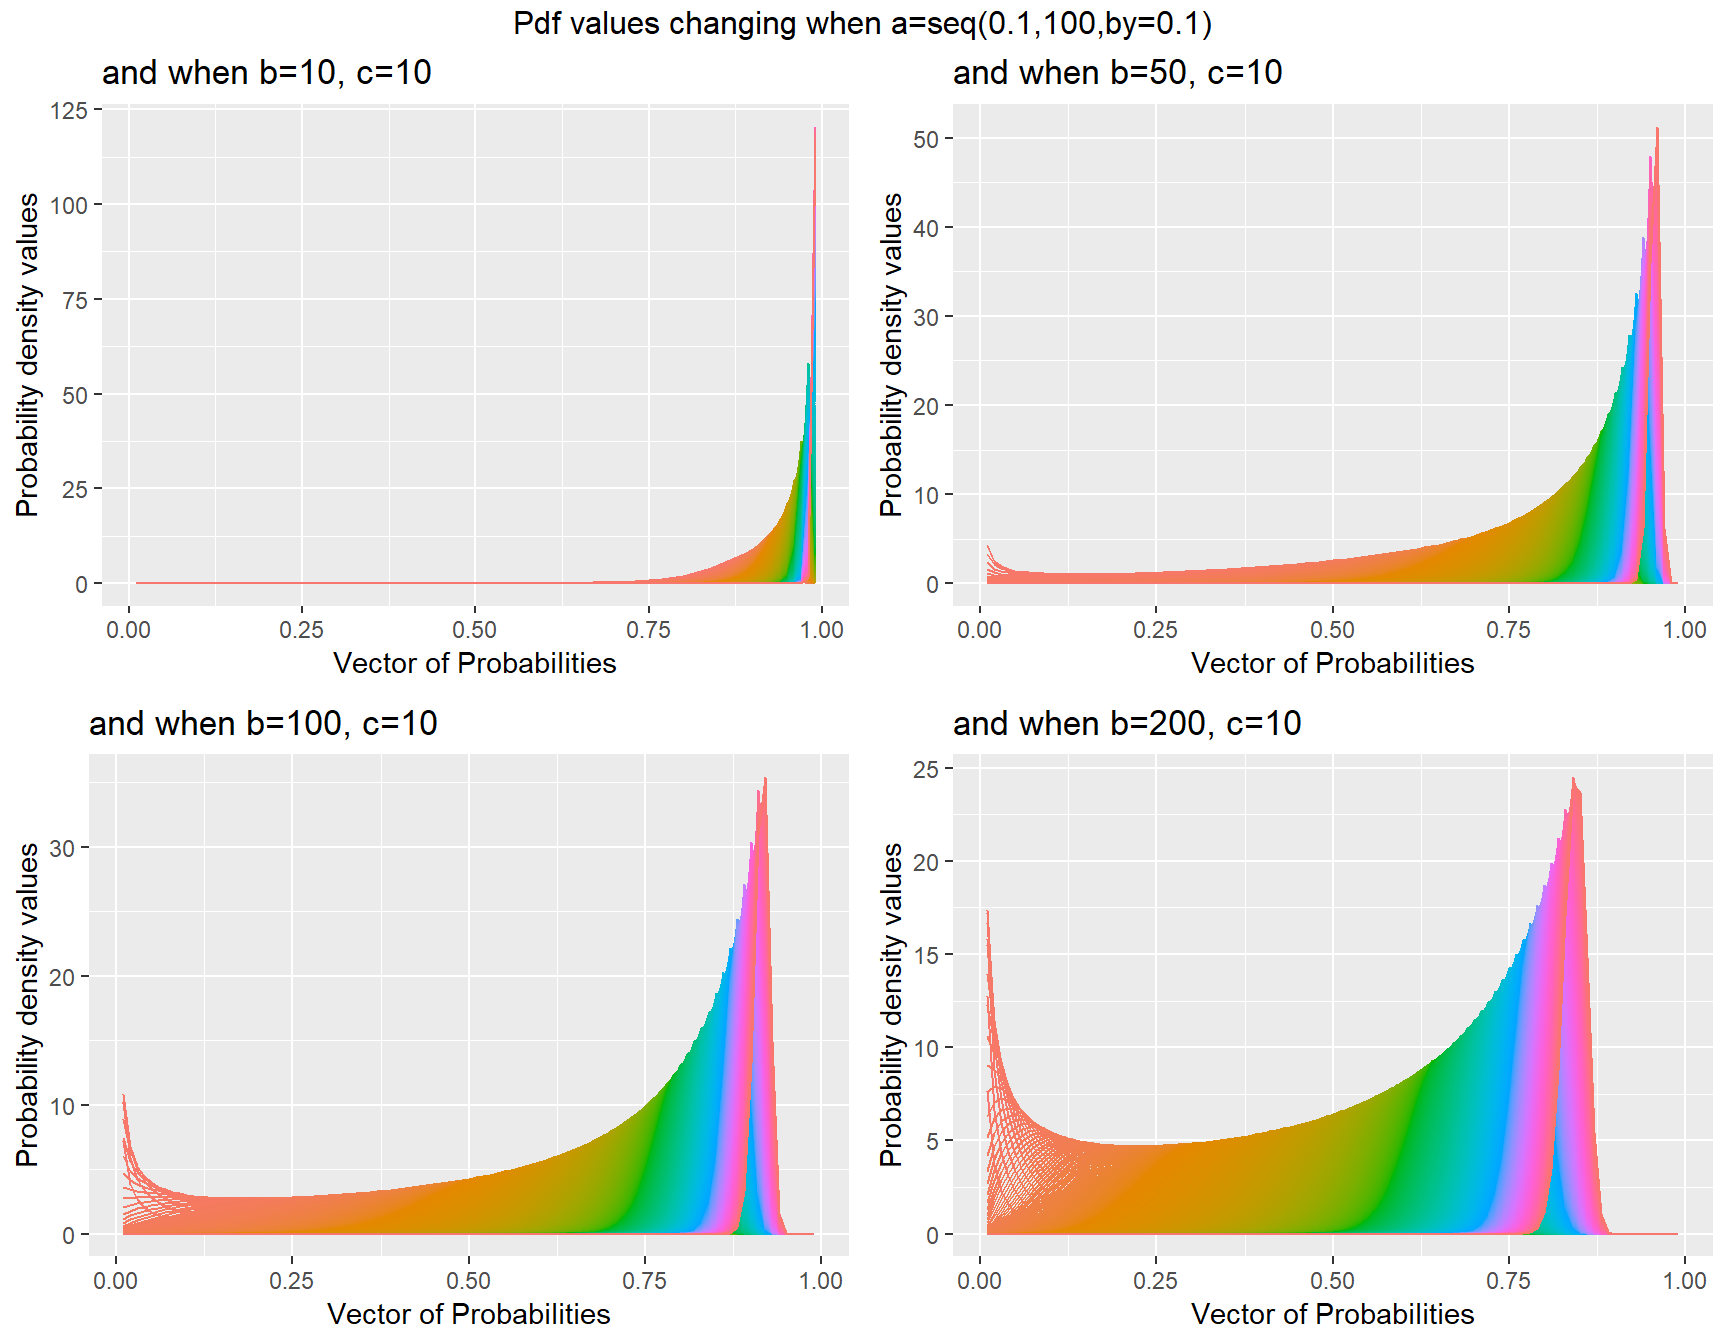 Pdf values changing when a=seq(0.1,100,by=0.1)
and when b=10, c=10
Probability density values
125
100
75
50
25
0
0.00 0.25 0.50 0.75 1.00
Vector of Probabilities
and when b=50, c=10
Probability density values
50
40
30
20
10
0
0.00 0.25 0.50 0.75 1.00
Vector of Probabilities
and when b=100, c=10
Probability density values
30
20
10
0
0.00 0.25 0.50 0.75 1.00
Vector of Probabilities
and when b=200, c=10
Probability density values
25
20
15
10
5
0
0.00 0.25 0.50 0.75 1.00
Vector of Probabilities